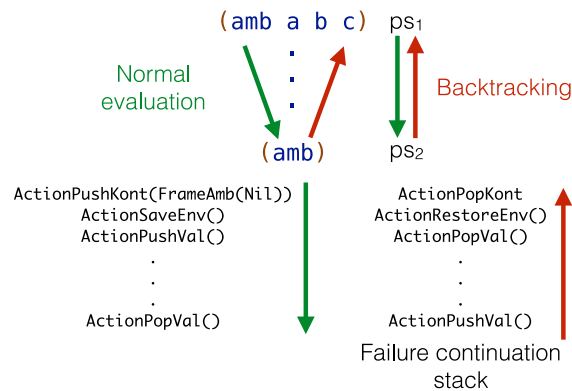 (amb a b c) ps1
Normal evaluation
Backtracking
(amb) ps2
ActionPushKont(FrameAmb(Nil))
ActionSaveEnv()
ActionPushVal()
.
.
.
ActionPopVal()
ActionPopKont
ActionRestoreEnv()
ActionPopVal()
.
.
.
ActionPushVal()
Failure continuation
stack